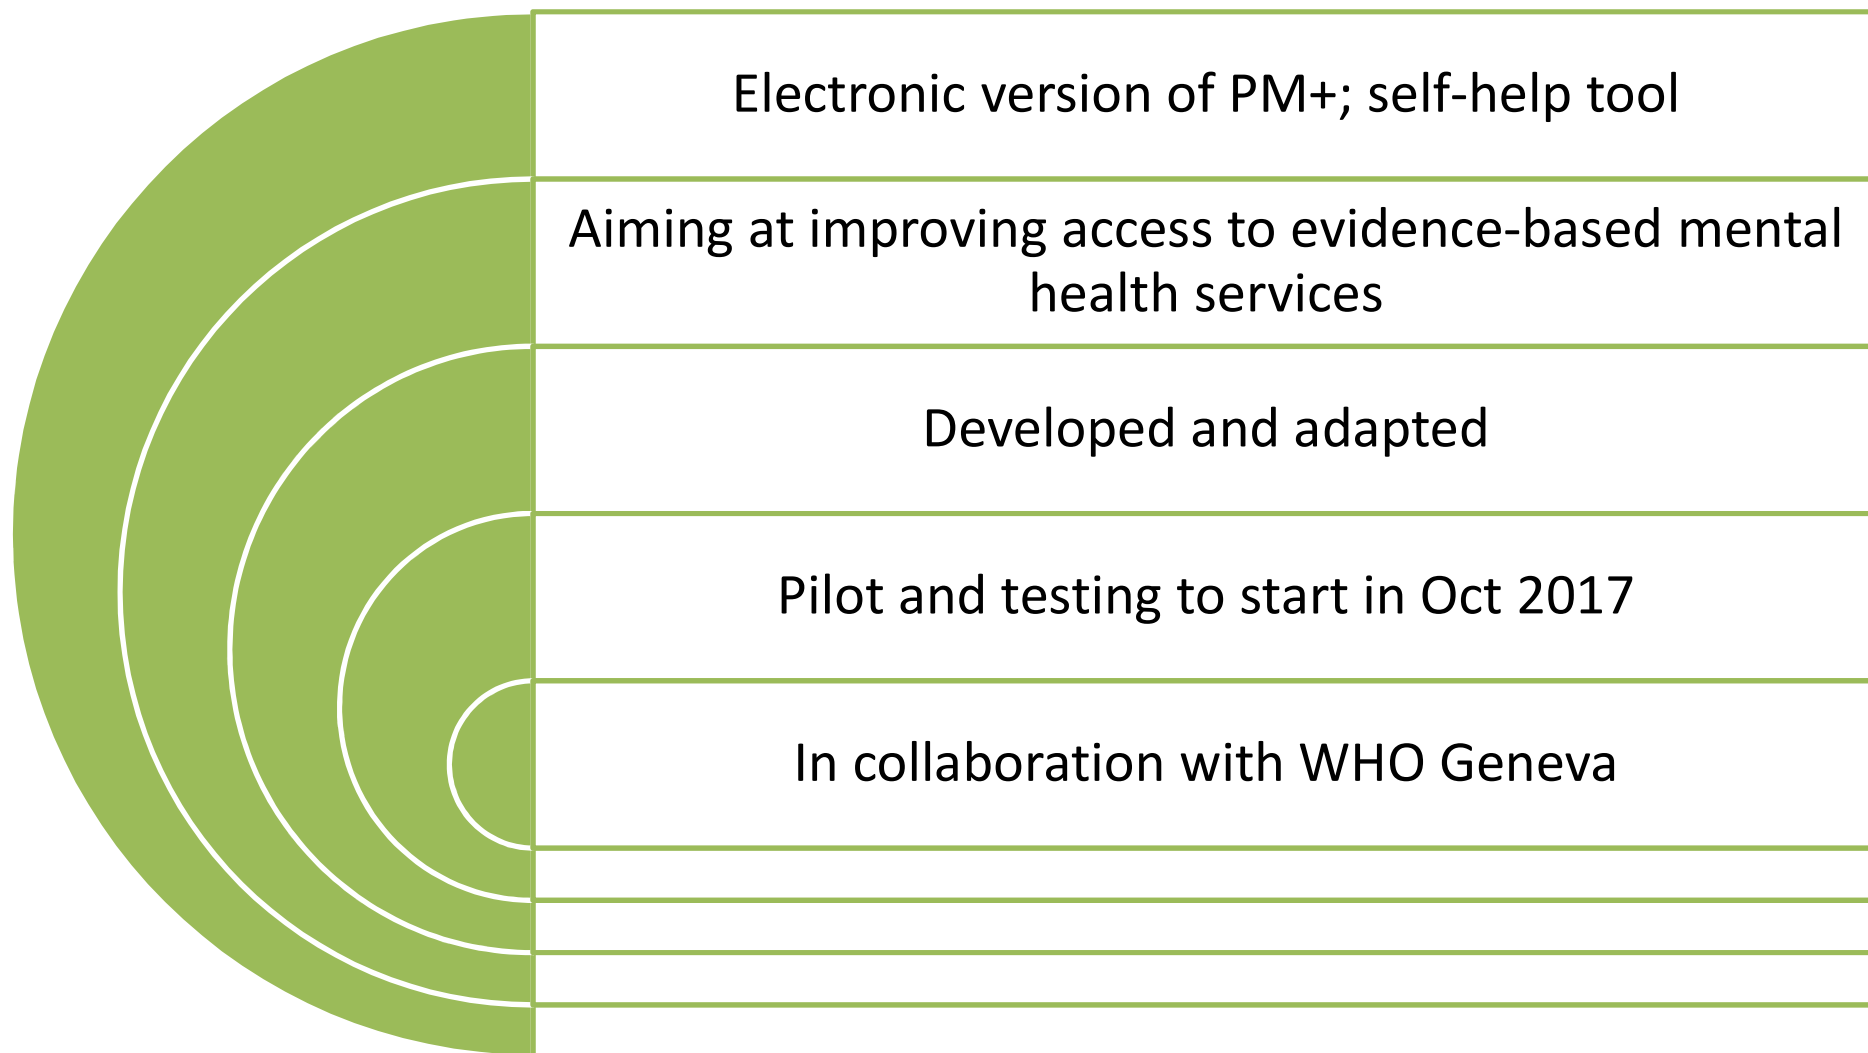 Electronic version of PM+; self-help tool
Aiming at improving access to evidence-based mental
health services
Developed and adapted
Pilot and testing to start in Oct 2017
In collaboration with WHO Geneva